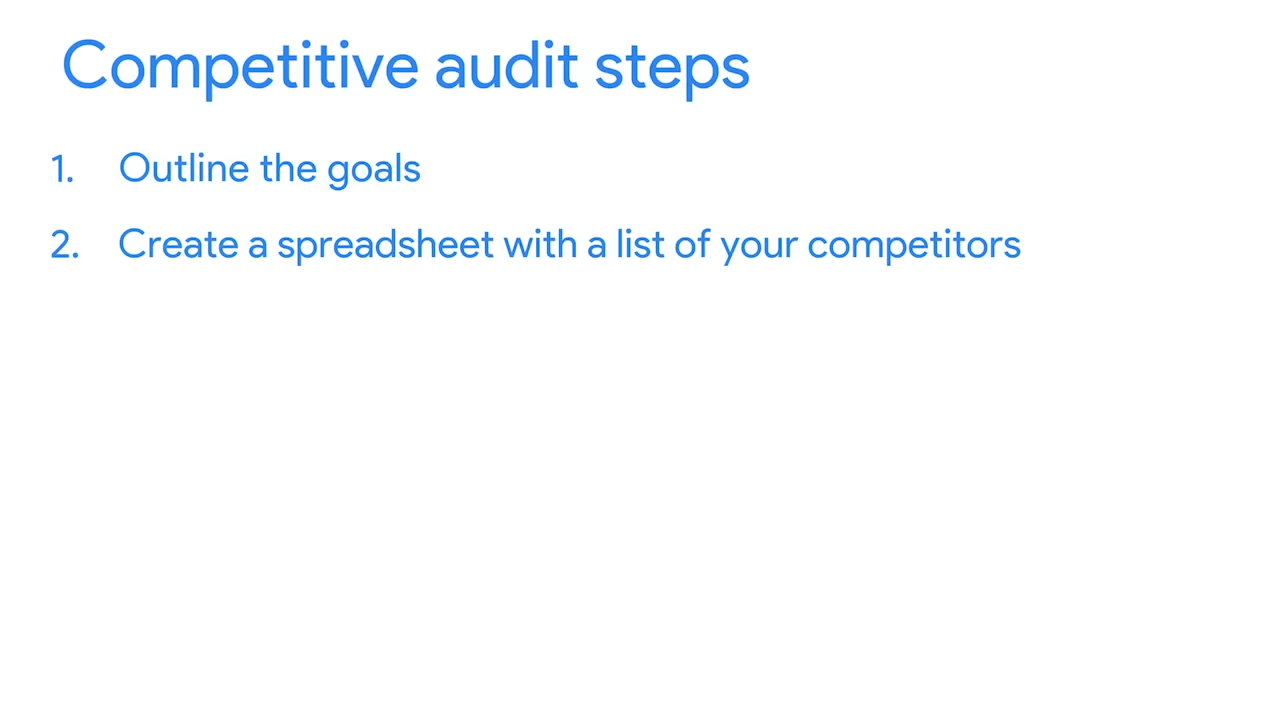 Competitive audit steps
1. Outline the goals
2. Create a spreadsheet with a list of your competitors